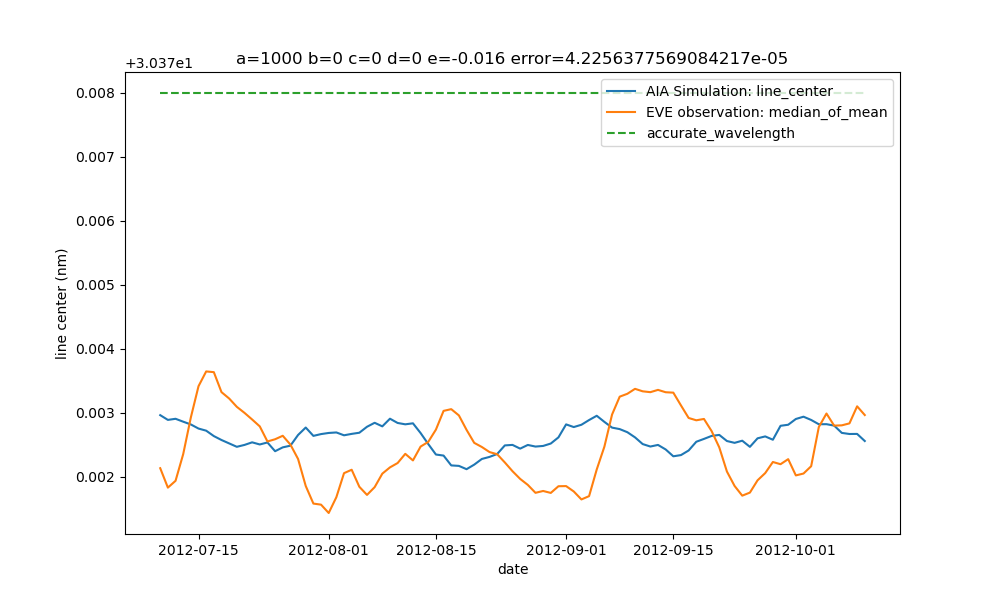 a=1000 b=0 c=0 d=0 e=-0.016 error=4.2256377569084217e-05
+3.037e1
0.008
0.007
0.006
0.005
0.004
0.003
0.002
line center (nm)
AIA Simulation: line_center
EVE observation: median_of_mean
accurate_wavelength
2012-07-15
2012-08-01
2012-08-15
2012-09-01
2012-09-15
2012-10-01
date